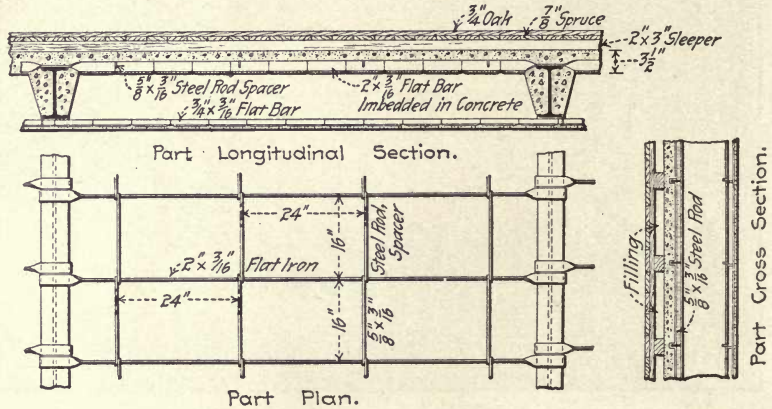 3/4" Oak
7/8" Spruce
2" x 3" Sleeper
3 1/2"
5/8" x 3/16" Steel Rod Spacer
2" x 3/16" Flat Bar
Imbedded in Concrete
3/4" x 3/16" Flat Bar
Part Longitudinal Section.
24"
16"
Steel Rod,
Spacer
2" x 3/16" Flat Iron
24"
16"
5/8" x 3/16"
Part Plan.
Filling
5/8" x 3/16" Steel Rod
Part Cross Section.